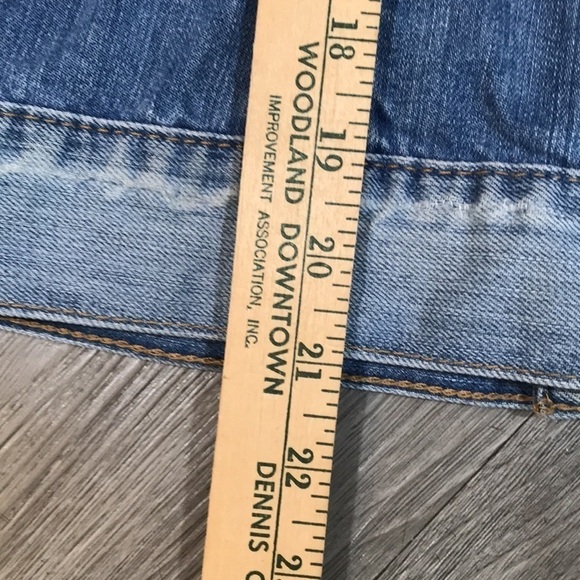 WOODLAND DOWNTOWN
IMPROVEMENT ASSOCIATION, INC.
DENNIS
18
19
20
21
22